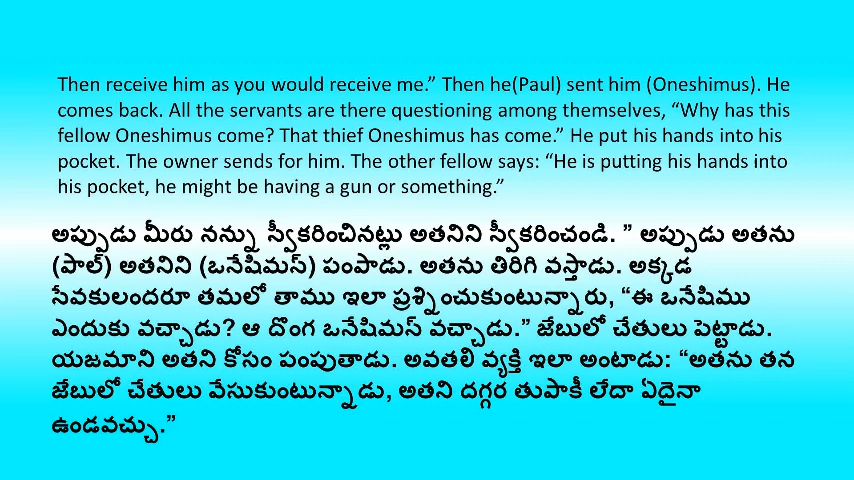 Then receive him as you would receive me.” Then he(Paul) sent him (Oneshimus). He
comes back. All the servants are there questioning among themselves, “Why has this
fellow Oneshimus come? That thief Oneshimus has come.” He put his hands into his
pocket. The owner sends for him. The other fellow says: “He is putting his hands into
his pocket, he might be having a gun or something.”
అప్పుడు మీరు నన్ను స్వీకరించినట్లు అతనిని స్వీకరించండి. ” అప్పుడు అతను
(పాల్) అతనిని (ఒనేషిమస్) పంపాడు. అతను తిరిగి వస్తాడు. అక్కడ
సేవకులందరూ తమలో తాము ఇలా ప్రశ్నించుకుంటున్నారు, “ఈ ఒనేషిము
ఎందుకు వచ్చాడు? ఆ దొంగ ఒనేషిమస్ వచ్చాడు.” జేబులో చేతులు పెట్టాడు.
యజమాని అతని కోసం పంపుతాడు. అవతలి వ్యక్తి ఇలా అంటాడు: “అతను తన
జేబులో చేతులు వేసుకుంటున్నాడు, అతని దగ్గర తుపాకీ లేదా ఏదైనా
ఉండవచ్చు.”